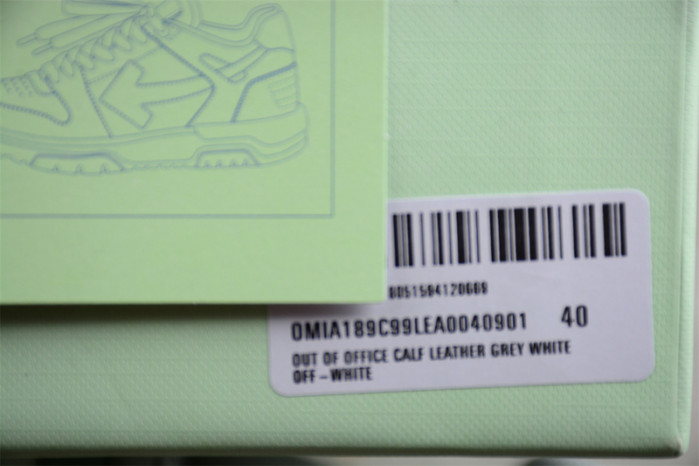 8051594120669
OMIA189C99LEA0040901 40
OUT OF OFFICE CALF LEATHER GREY WHITE
OFF-WHITE